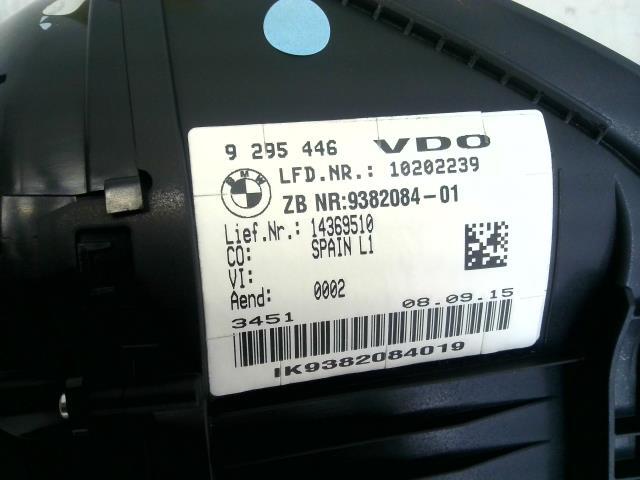 9 295 446 VDO
BMW
LFD.NR.: 10202239
ZB NR:9382084-01
Lief.Nr.: 14369510
CO: SPAIN L1
VI:
Aend: 0002
3451 08.09.15
IK9382084019